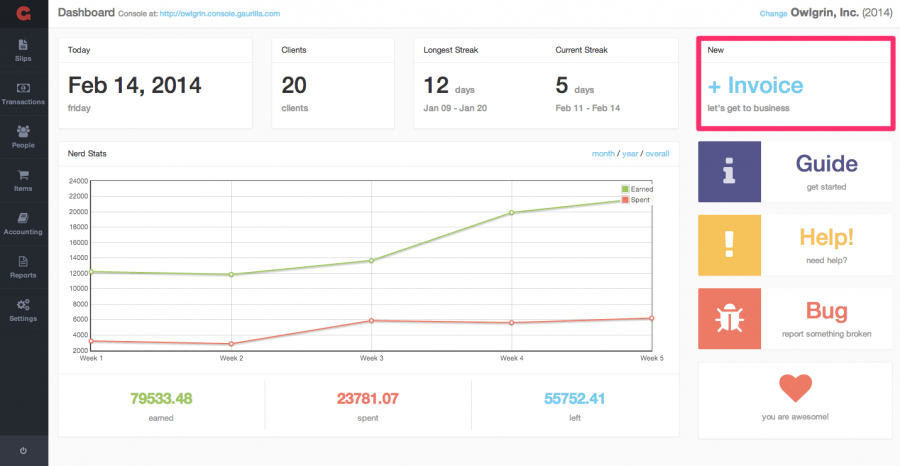 Dashboard Console at: http://owlgrin.console.gaurilla.com
Change Owlgrin, Inc. (2014)
Slips
Transactions
People
Items
Accounting
Reports
Settings
Today
Feb 14, 2014
friday
Clients
20
clients
Longest Streak
12 days
Jan 09 - Jan 20
Current Streak
5 days
Feb 11 - Feb 14
New
+ Invoice
let's get to business
Nerd Stats
month / year / overall
24000
22000
20000
18000
16000
14000
12000
10000
8000
6000
4000
2000
Earned
Spent
Week 1 Week 2 Week 3 Week 4 Week 5
79533.48
earned
23781.07
spent
55752.41
left
Guide
get started
Help!
need help?
Bug
report something broken
you are awesome!